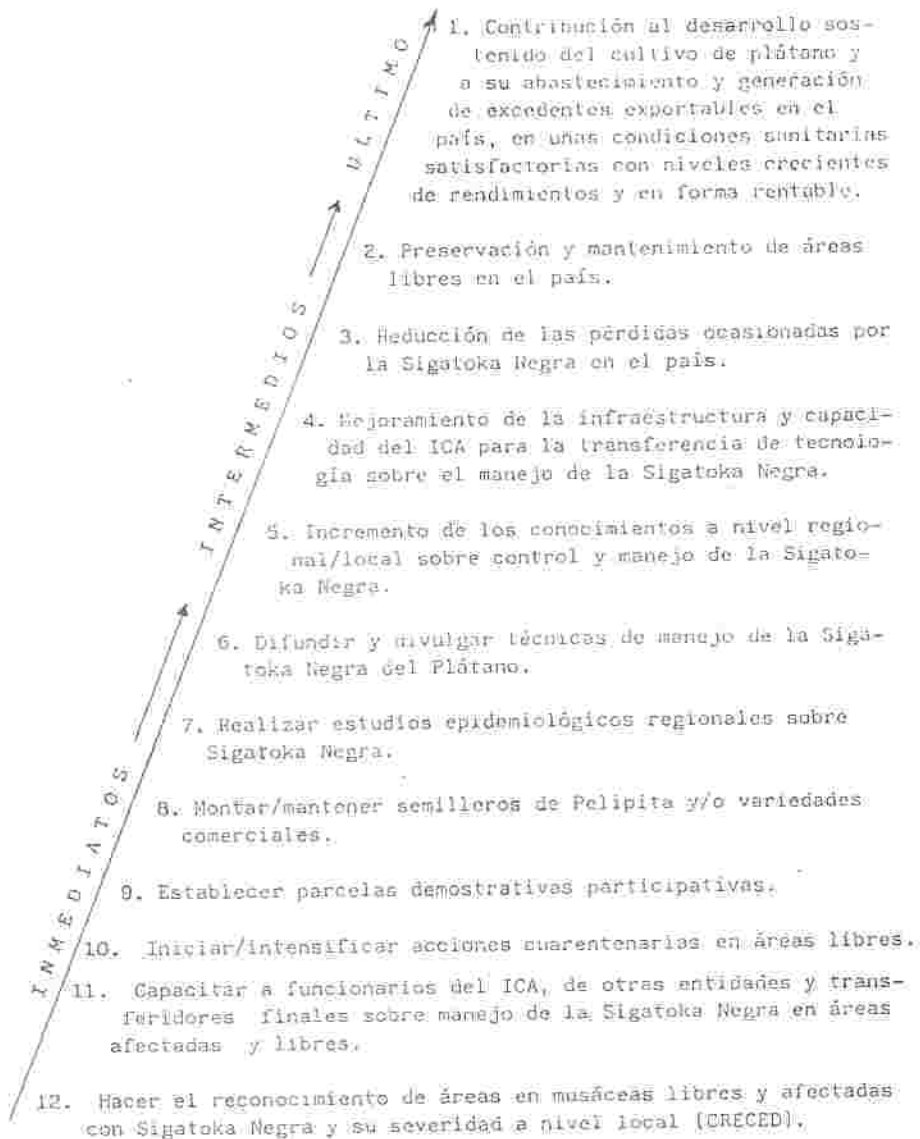 1. Contribución al desarrollo sos-
tenido del cultivo de plátano y
a su abastecimiento y generación
de excedentes exportables en el
país, en unas condiciones sanitarias
satisfactorias con niveles crecientes
de rendimientos y en forma rentable.
ULTIMO
2. Preservación y mantenimiento de áreas
libres en el país.
3. Reducción de las pérdidas ocasionadas por
la Sigatoka Negra en el país.
INTERMEDIOS
4. Mejoramiento de la infraestructura y capaci-
dad del ICA para la transferencia de tecnolo-
gía sobre el manejo de la Sigatoka Negra.
5. Incremento de los conocimientos a nivel regio-
nal/local sobre control y manejo de la Sigato-
ka Negra.
6. Difundir y divulgar técnicas de manejo de la Siga-
toka Negra del Plátano.
7. Realizar estudios epidemiológicos regionales sobre
Sigatoka Negra.
8. Montar/mantener semilleros de Pelipita y/o variedades
comerciales.
INMEDIATOS
9. Establecer parcelas demostrativas participativas.
10. Iniciar/intensificar acciones cuarentenarias en áreas libres.
11. Capacitar a funcionarios del ICA, de otras entidades y trans-
feridores finales sobre manejo de la Sigatoka Negra en áreas
afectadas y libres.
12. Hacer el reconocimiento de áreas en musáceas libres y afectadas
con Sigatoka Negra y su severidad a nivel local (CRECED).